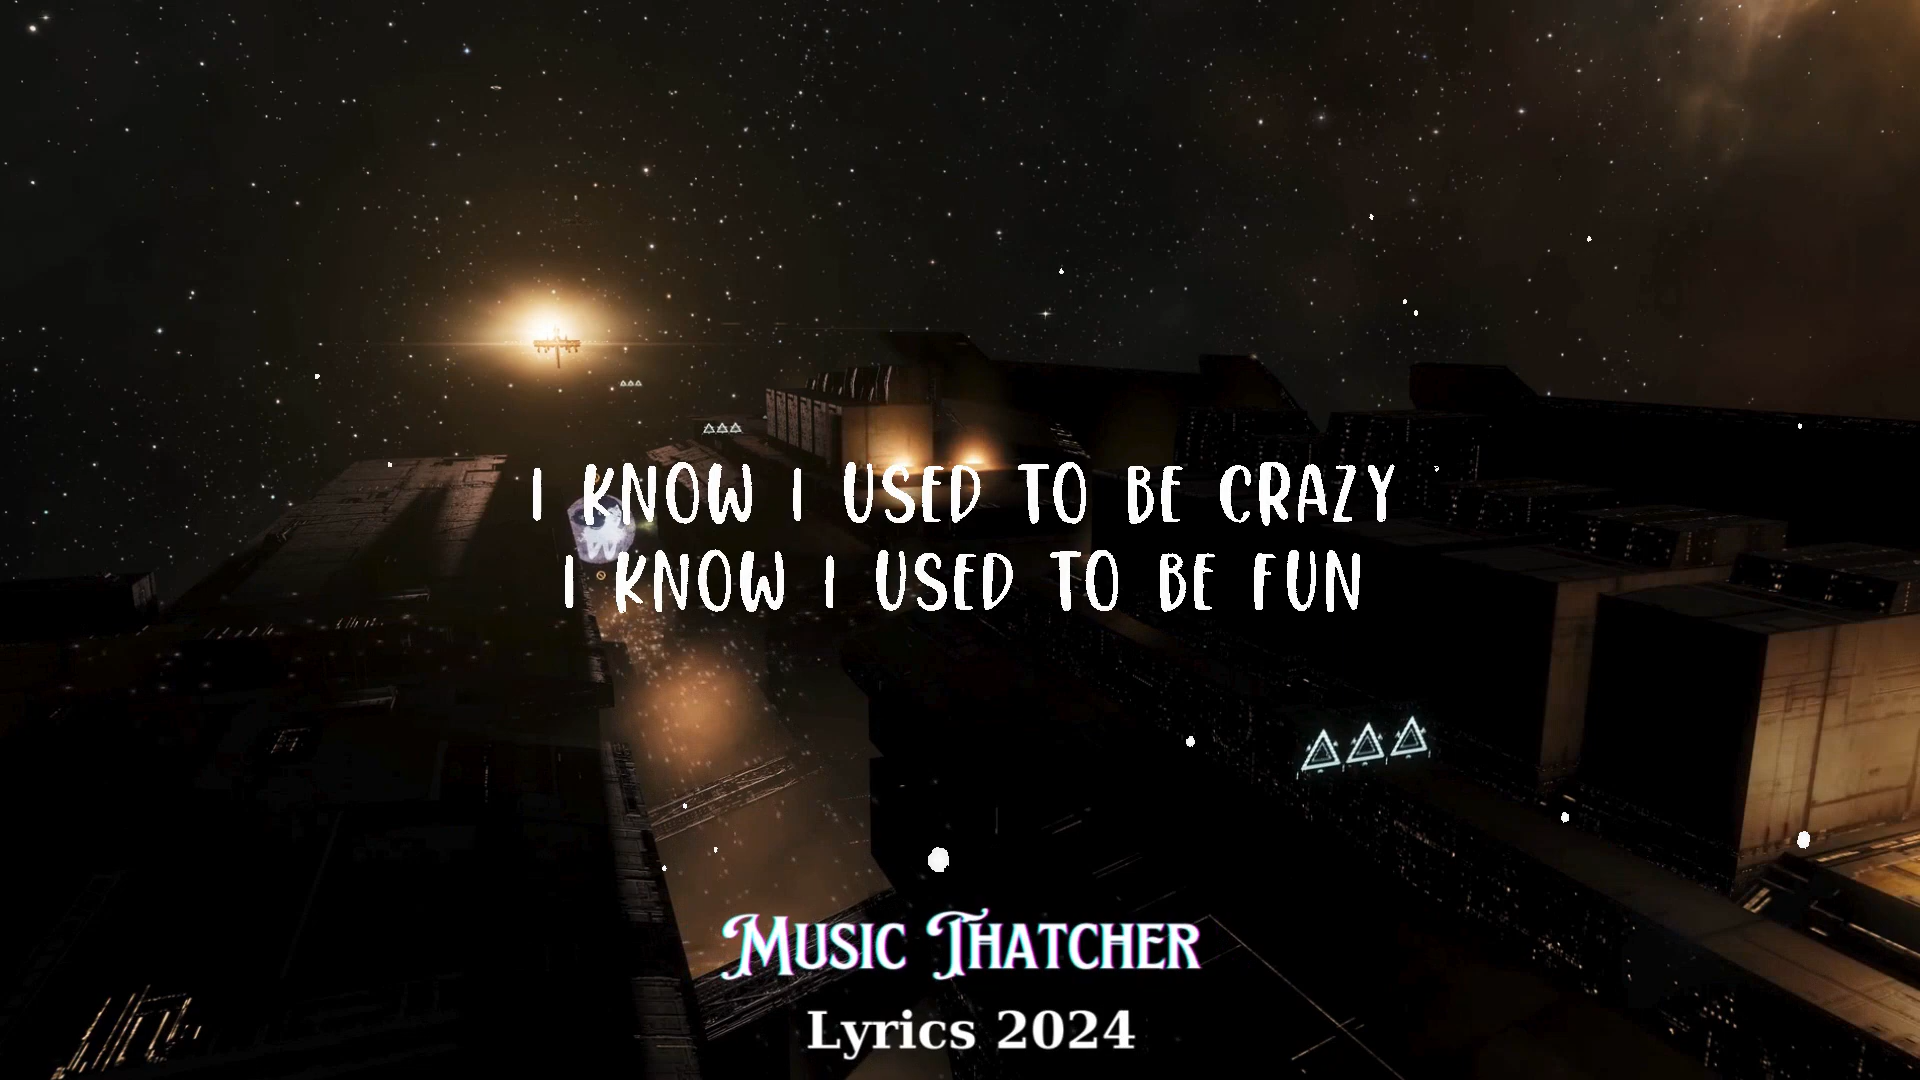 I KNOW I USED TO BE CRAZY
I KNOW I USED TO BE FUN
MUSIC THATCHER
Lyrics 2024